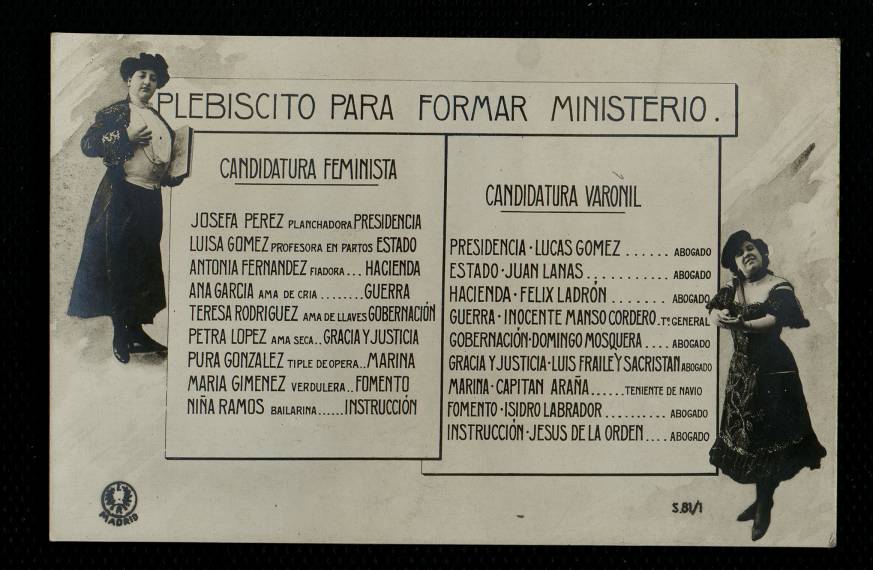 PLEBISCITO PARA FORMAR MINISTERIO.
CANDIDATURA FEMINISTA
JOSEFA PEREZ PLANCHADORA PRESIDENCIA
LUISA GOMEZ PROFESORA EN PARTOS ESTADO
ANTONIA FERNANDEZ FIADORA... HACIENDA
ANA GARCIA AMA DE CRIA ........GUERRA
TERESA RODRIGUEZ AMA DE LLAVES GOBERNACIÓN
PETRA LOPEZ AMA SECA.. GRACIA Y JUSTICIA
PURA GONZALEZ TIPLE DE OPERA.. MARINA
MARIA GIMENEZ VERDULERA.. FOMENTO
NIÑA RAMOS BAILARINA......INSTRUCCIÓN
CANDIDATURA VARONIL
PRESIDENCIA·LUCAS GOMEZ ...... ABOGADO
ESTADO·JUAN LANAS ........... ABOGADO
HACIENDA·FELIX LADRÓN ....... ABOGADO
GUERRA·INOCENTE MANSO CORDERO.Tᵉ GENERAL
GOBERNACIÓN·DOMINGO MOSQUERA .... ABOGADO
GRACIA Y JUSTICIA·LUIS FRAILE Y SACRISTAN ABOGADO
MARINA·CAPITAN ARAÑA......TENIENTE DE NAVIO
FOMENTO·ISIDRO LABRADOR .......... ABOGADO
INSTRUCCIÓN·JESUS DE LA ORDEN .... ABOGADO
MADRID
S.81/1